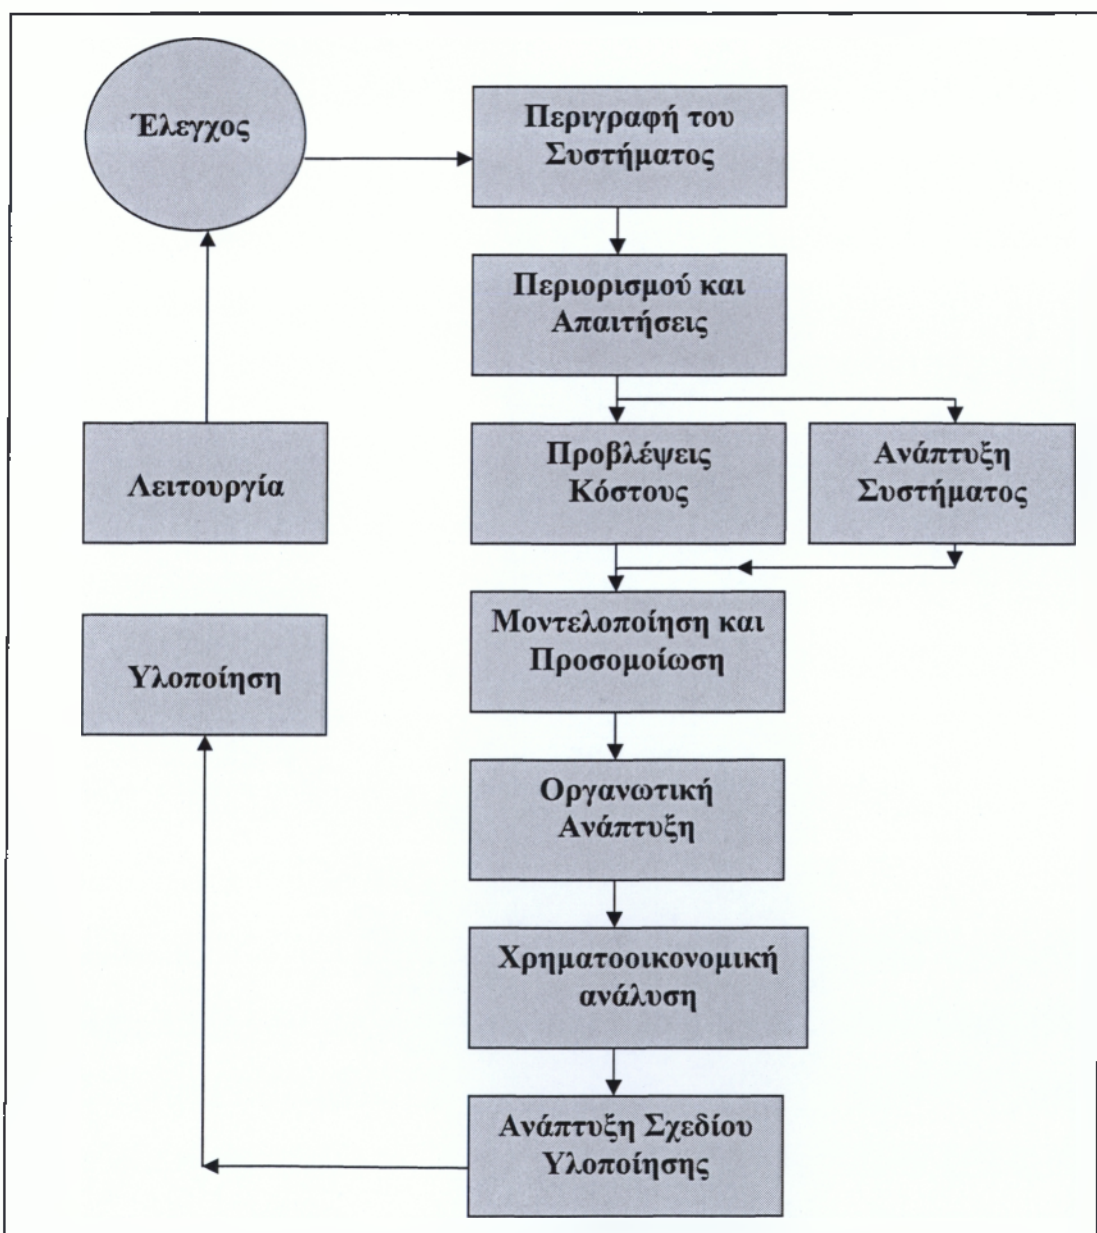 Έλεγχος
Περιγραφή του
Συστήματος
Περιορισμού και
Απαιτήσεις
Προβλέψεις
Κόστους
Ανάπτυξη
Συστήματος
Λειτουργία
Μοντελοποίηση και
Προσομοίωση
Υλοποίηση
Οργανωτική
Ανάπτυξη
Χρηματοοικονομική
ανάλυση
Ανάπτυξη Σχεδίου
Υλοποίησης